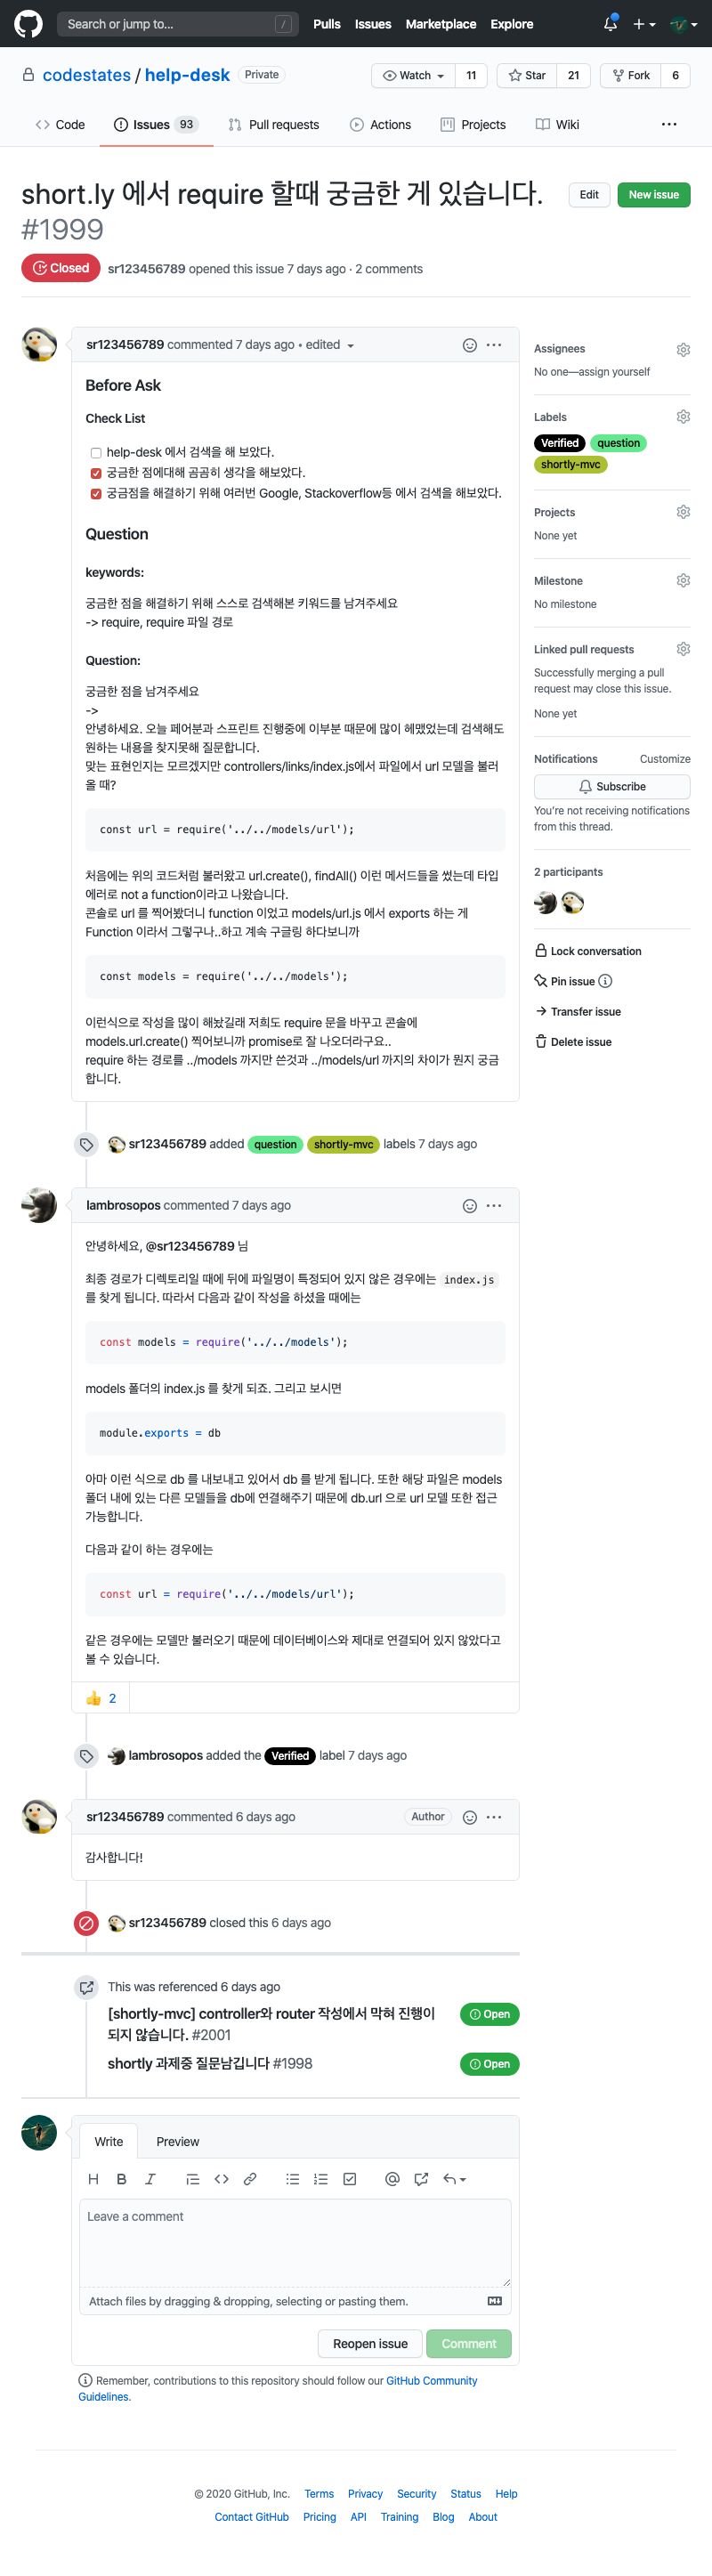 Search or jump to...
/
Pulls Issues Marketplace Explore
codestates / help-desk Private
Watch 11
Star 21
Fork 6
Code
Issues 93
Pull requests
Actions
Projects
Wiki
short.ly 에서 require 할때 궁금한 게 있습니다.
#1999
Edit
New issue
Closed
sr123456789 opened this issue 7 days ago · 2 comments
sr123456789 commented 7 days ago • edited
Before Ask
Check List
help-desk 에서 검색을 해 보았다.
궁금한 점에대해 곰곰히 생각을 해보았다.
궁금점을 해결하기 위해 여러번 Google, Stackoverflow등 에서 검색을 해보았다.
Question
keywords:
궁금한 점을 해결하기 위해 스스로 검색해본 키워드를 남겨주세요
-> require, require 파일 경로
Question:
궁금한 점을 남겨주세요
->
안녕하세요. 오늘 페어분과 스프린트 진행중에 이부분 때문에 많이 헤맸었는데 검색해도
원하는 내용을 찾지못해 질문합니다.
맞는 표현인지는 모르겠지만 controllers/links/index.js에서 파일에서 url 모델을 불러
올 때?
const url = require('../../models/url');
처음에는 위의 코드처럼 불러왔고 url.create(), findAll() 이런 메서드들을 썼는데 타입
에러로 not a function이라고 나왔습니다.
콘솔로 url 를 찍어봤더니 function 이었고 models/url.js 에서 exports 하는 게
Function 이라서 그렇구나..하고 계속 구글링 하다보니까
const models = require('../../models');
이런식으로 작성을 많이 해놨길래 저희도 require 문을 바꾸고 콘솔에
models.url.create() 찍어보니까 promise로 잘 나오더라구요..
require 하는 경로를 ../models 까지만 쓴것과 ../models/url 까지의 차이가 뭔지 궁금
합니다.
Assignees
No one—assign yourself
Labels
Verified question
shortly-mvc
Projects
None yet
Milestone
No milestone
Linked pull requests
Successfully merging a pull
request may close this issue.
None yet
Notifications Customize
Subscribe
You're not receiving notifications
from this thread.
2 participants
Lock conversation
Pin issue
Transfer issue
Delete issue
sr123456789 added question shortly-mvc labels 7 days ago
lambrosopos commented 7 days ago
안녕하세요, @sr123456789 님
최종 경로가 디렉토리일 때에 뒤에 파일명이 특정되어 있지 않은 경우에는 index.js
를 찾게 됩니다. 따라서 다음과 같이 작성을 하셨을 때에는
const models = require('../../models');
models 폴더의 index.js 를 찾게 되죠. 그리고 보시면
module.exports = db
아마 이런 식으로 db 를 내보내고 있어서 db 를 받게 됩니다. 또한 해당 파일은 models
폴더 내에 있는 다른 모델들을 db에 연결해주기 때문에 db.url 으로 url 모델 또한 접근
가능합니다.
다음과 같이 하는 경우에는
const url = require('../../models/url');
같은 경우에는 모델만 불러오기 때문에 데이터베이스와 제대로 연결되어 있지 않았다고
볼 수 있습니다.
👍 2
lambrosopos added the Verified label 7 days ago
sr123456789 commented 6 days ago Author
감사합니다!
sr123456789 closed this 6 days ago
This was referenced 6 days ago
[shortly-mvc] controller와 router 작성에서 막혀 진행이
되지 않습니다. #2001
Open
shortly 과제중 질문남깁니다 #1998
Open
Write Preview
Leave a comment
Attach files by dragging & dropping, selecting or pasting them.
Reopen issue
Comment
Remember, contributions to this repository should follow our GitHub Community
Guidelines.
© 2020 GitHub, Inc. Terms Privacy Security Status Help
Contact GitHub Pricing API Training Blog About